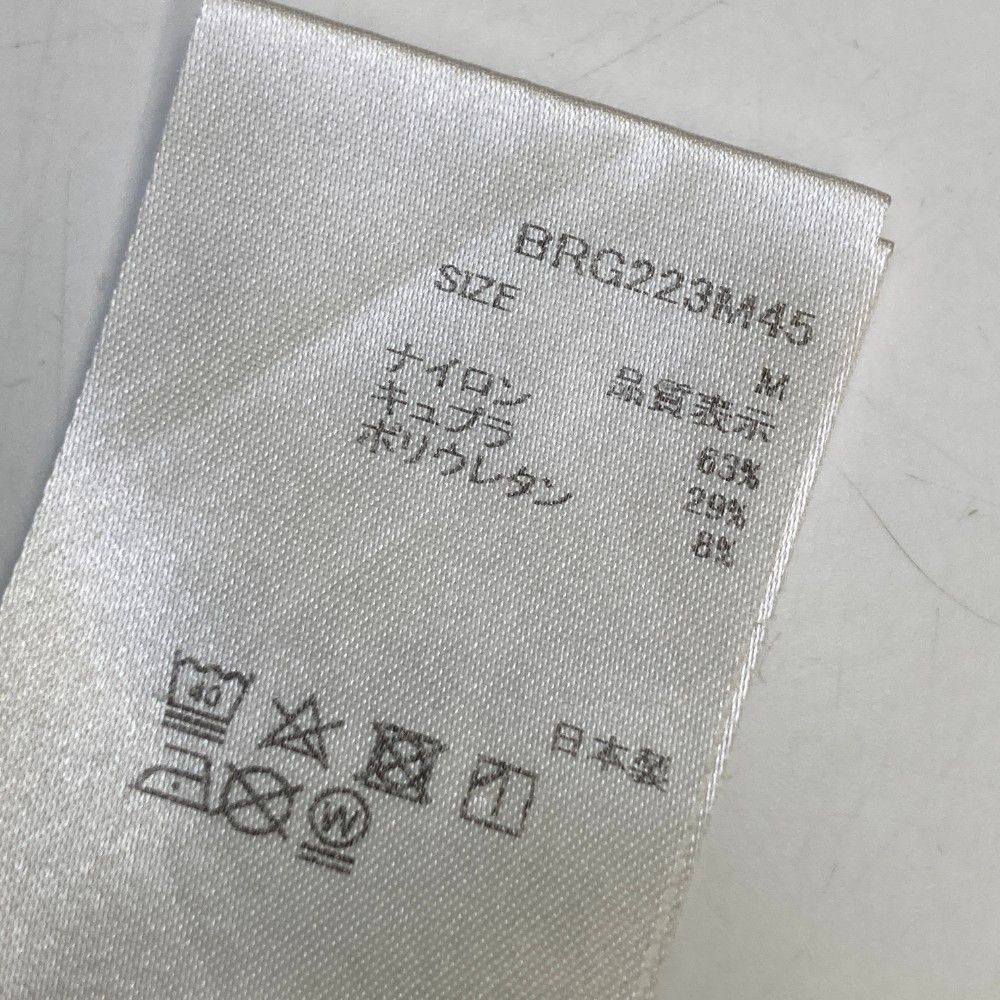 BRG223M45
SIZE M
品質表示
ナイロン 63%
キュプラ 29%
ポリウレタン 8%
日本製
40
W